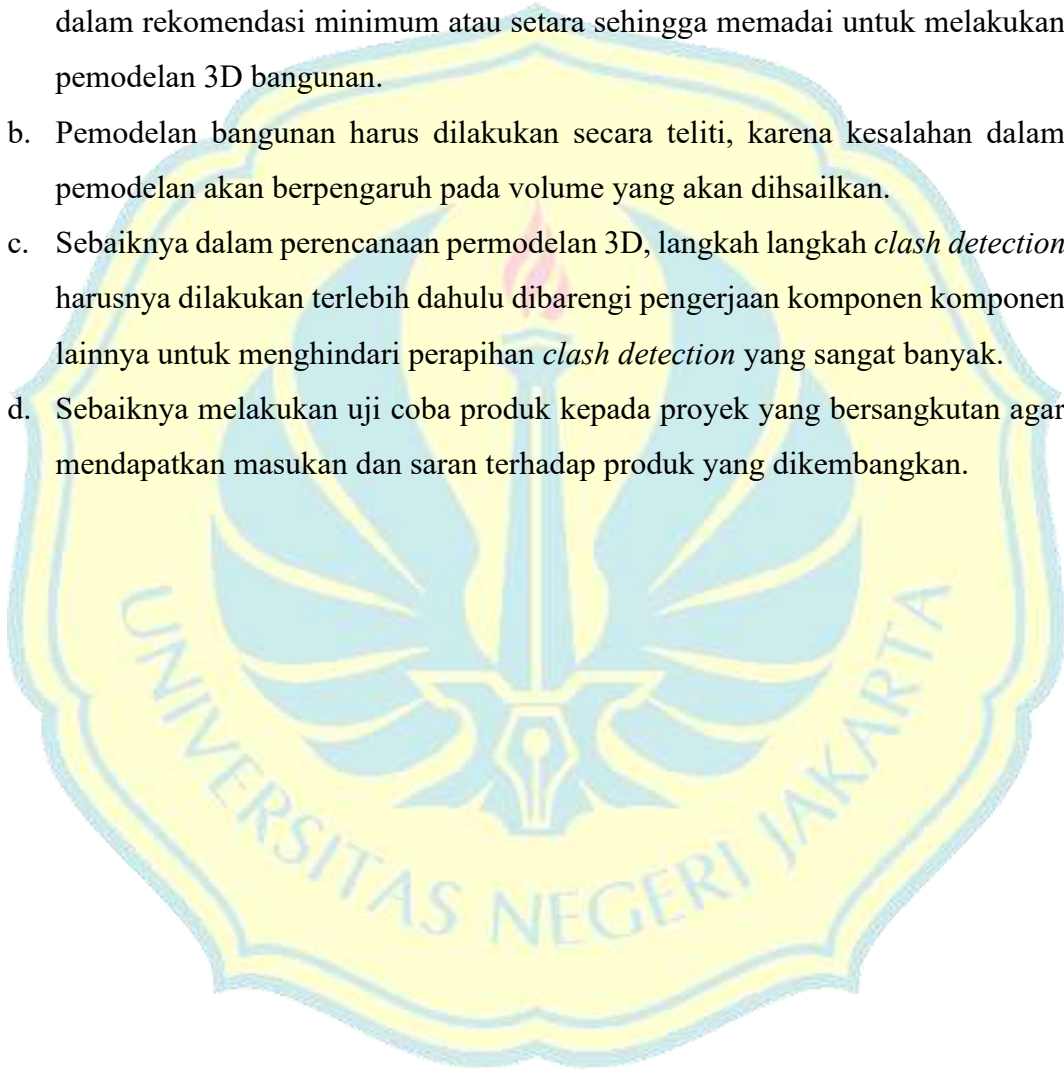 dalam rekomendasi minimum atau setara sehingga memadai untuk melakukan
pemodelan 3D bangunan.
b. Pemodelan bangunan harus dilakukan secara teliti, karena kesalahan dalam
pemodelan akan berpengaruh pada volume yang akan dihsailkan.
c. Sebaiknya dalam perencanaan permodelan 3D, langkah langkah clash detection
harusnya dilakukan terlebih dahulu dibarengi pengerjaan komponen komponen
lainnya untuk menghindari perapihan clash detection yang sangat banyak.
d. Sebaiknya melakukan uji coba produk kepada proyek yang bersangkutan agar
mendapatkan masukan dan saran terhadap produk yang dikembangkan.
UNIVERSITAS NEGERI JAKARTA